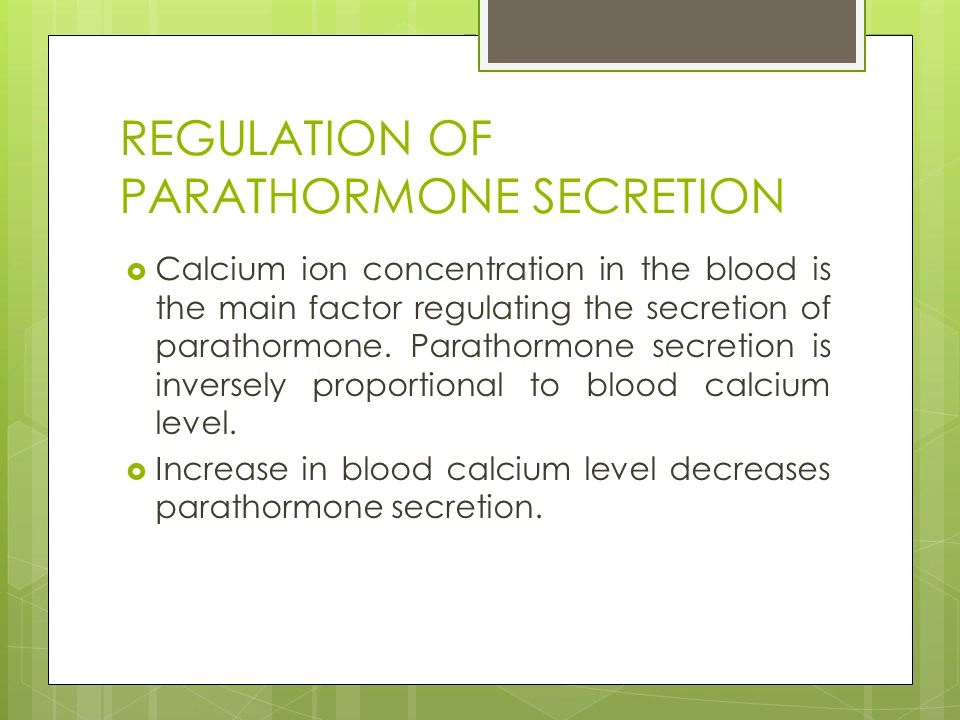 REGULATION OF
PARATHORMONE SECRETION
Calcium ion concentration in the blood is
the main factor regulating the secretion of
parathormone. Parathormone secretion is
inversely proportional to blood calcium
level.
Increase in blood calcium level decreases
parathormone secretion.